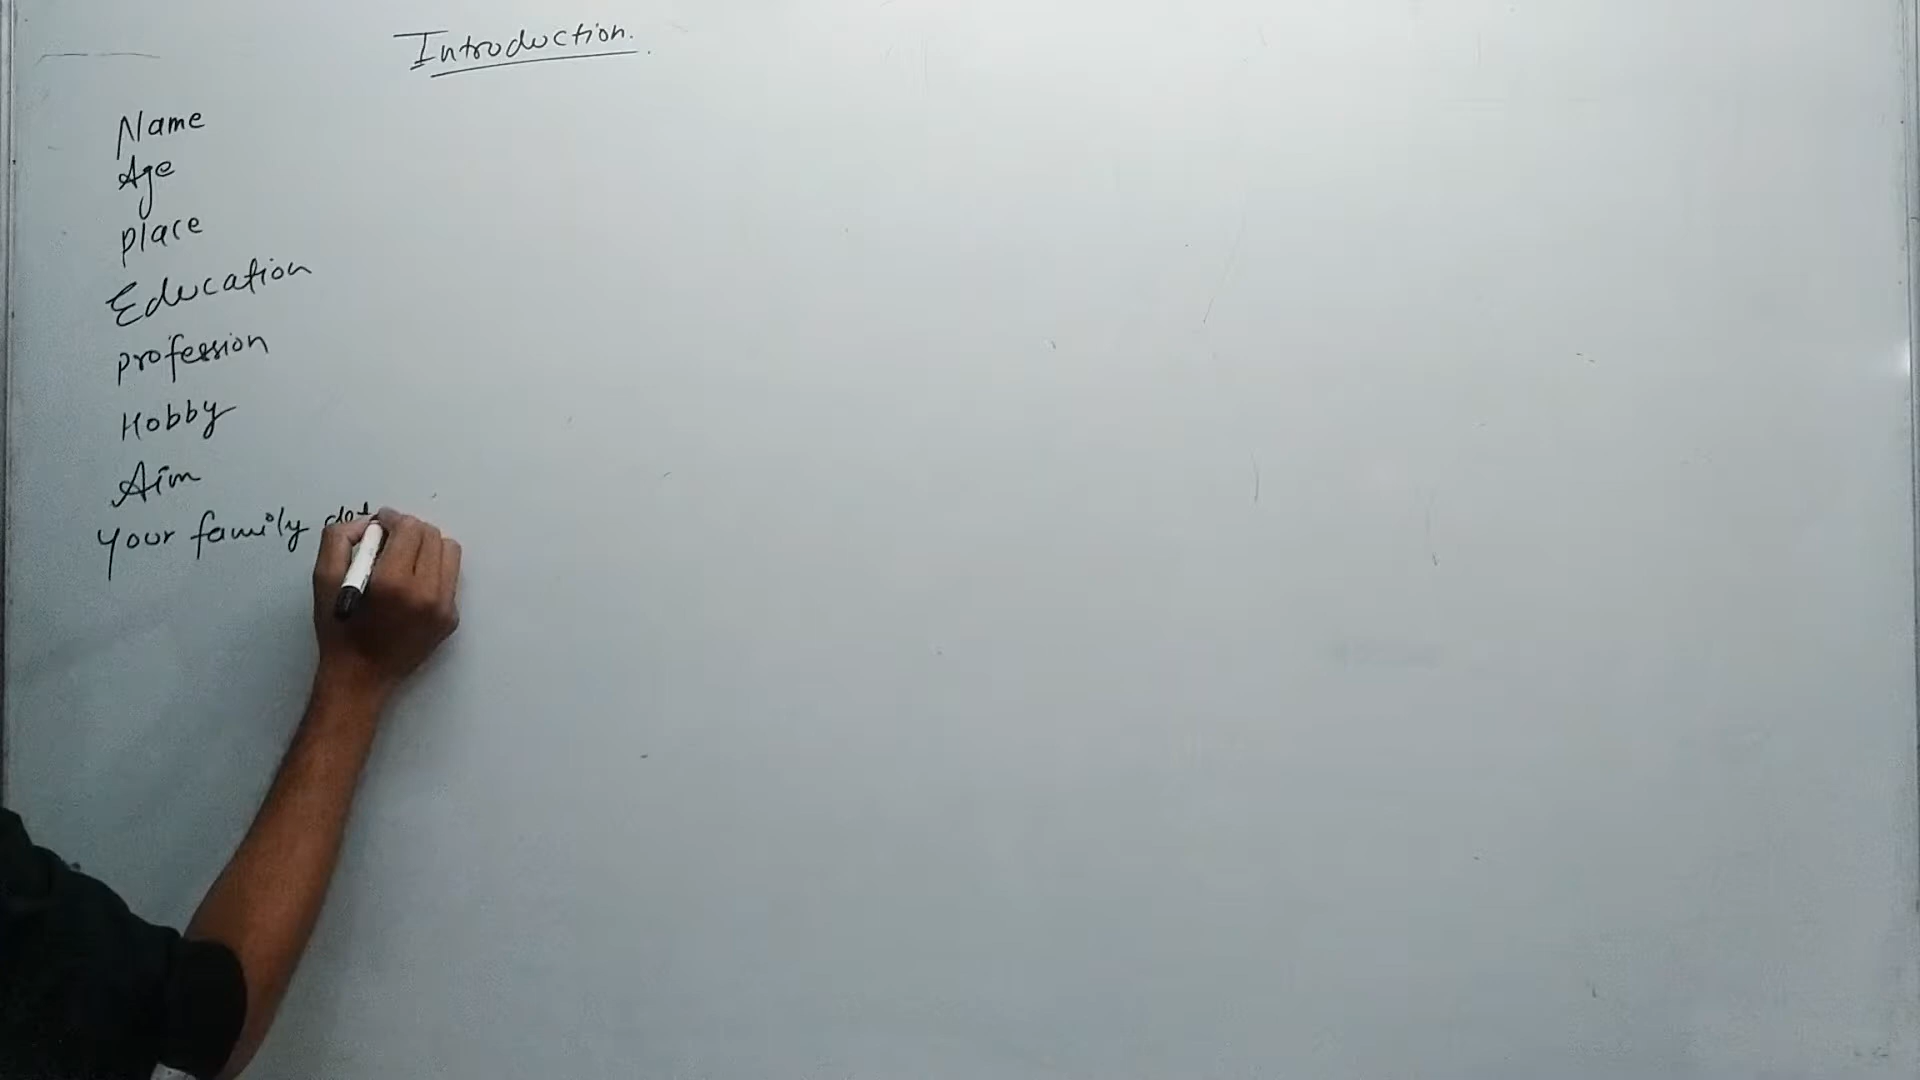 Introduction.
Name
Age
place
Education
profession
Hobby
Aim
your family